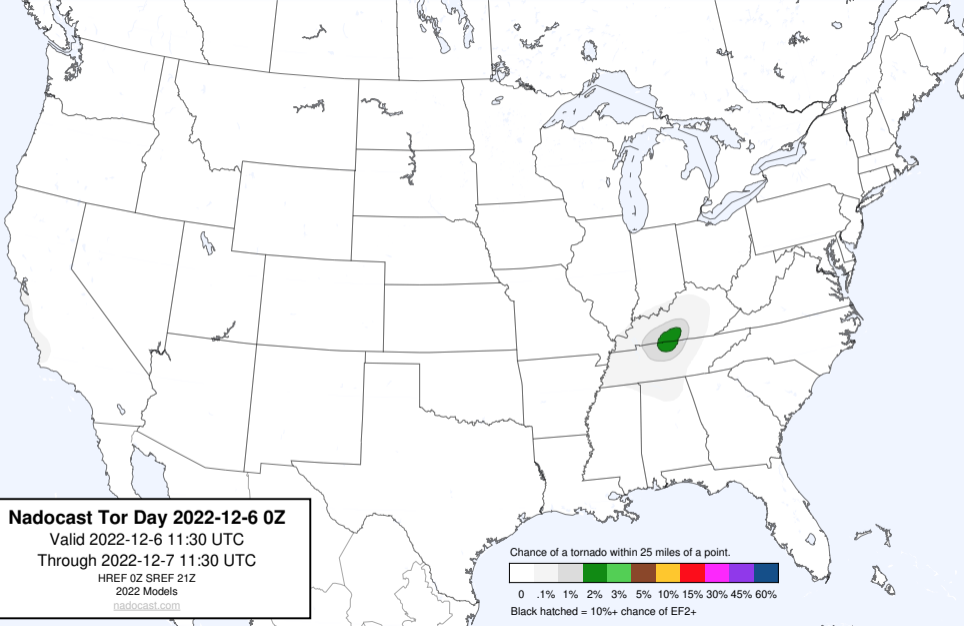 Nadocast Tor Day 2022-12-6 0Z
Valid 2022-12-6 11:30 UTC
Through 2022-12-7 11:30 UTC
HREF 0Z SREF 21Z
2022 Models
nadocast.com
Chance of a tornado within 25 miles of a point.
0 .1% 1% 2% 3% 5% 10% 15% 30% 45% 60%
Black hatched = 10%+ chance of EF2+